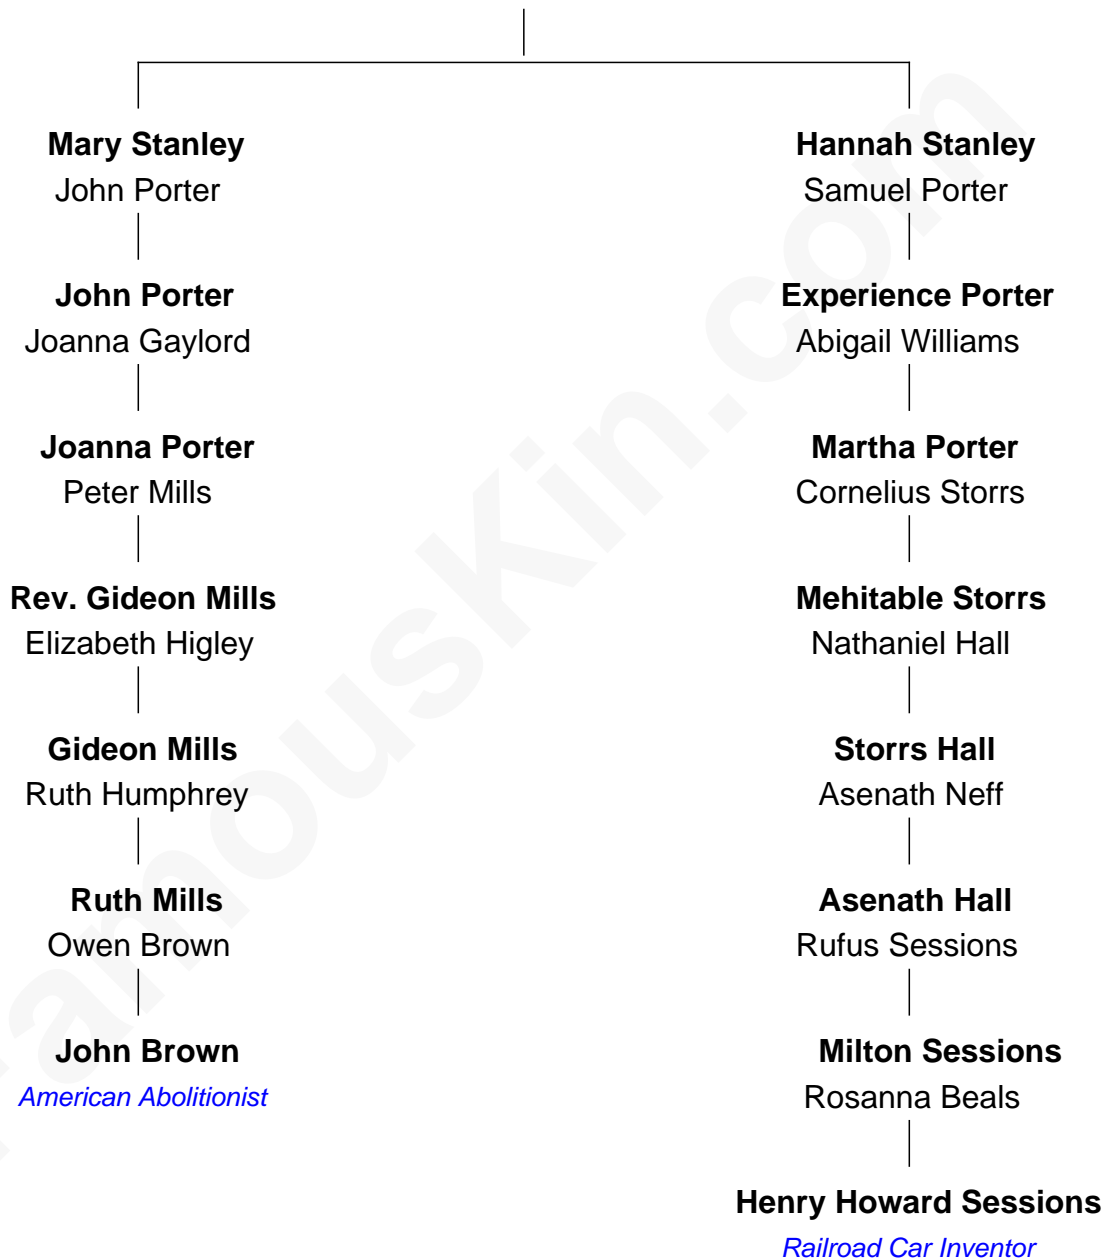 Mary Stanley
John Porter
John Porter
Joanna Gaylord
Joanna Porter
Peter Mills
Rev. Gideon Mills
Elizabeth Higley
Gideon Mills
Ruth Humphrey
Ruth Mills
Owen Brown
John Brown
American Abolitionist
Hannah Stanley
Samuel Porter
Experience Porter
Abigail Williams
Martha Porter
Cornelius Storrs
Mehitable Storrs
Nathaniel Hall
Storrs Hall
Asenath Neff
Asenath Hall
Rufus Sessions
Milton Sessions
Rosanna Beals
Henry Howard Sessions
Railroad Car Inventor
FamousKin.com